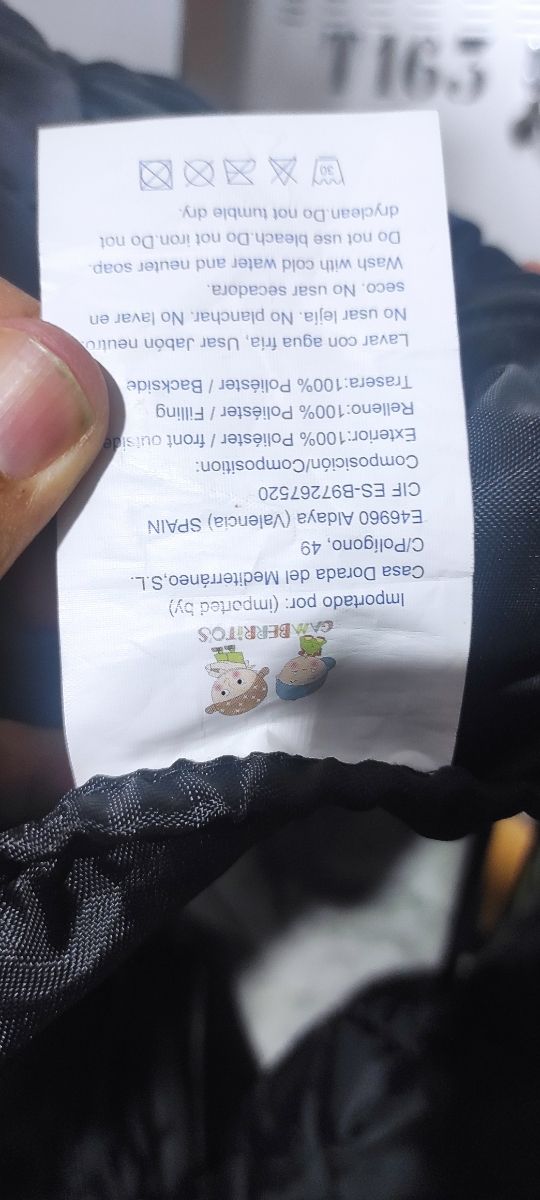 CAMBERRITOS
Importado por: (imported by)
Casa Dorada del Mediterráneo,S.L.
C/Polígono, 49
E46960 Aldaya (Valencia) SPAIN
CIF ES-B97267520
Composición/Composition:
Exterior:100% Poliéster / front outside
Relleno:100% Poliéster / Filling
Trasera:100% Poliéster / Backside
Lavar con agua fría, Usar Jabón neutro.
No usar lejia. No planchar. No lavar en
seco. No usar secadora.
Wash with cold water and neuter soap.
Do not use bleach.Do not iron.Do not
dryclean.Do not tumble dry.
30
T163